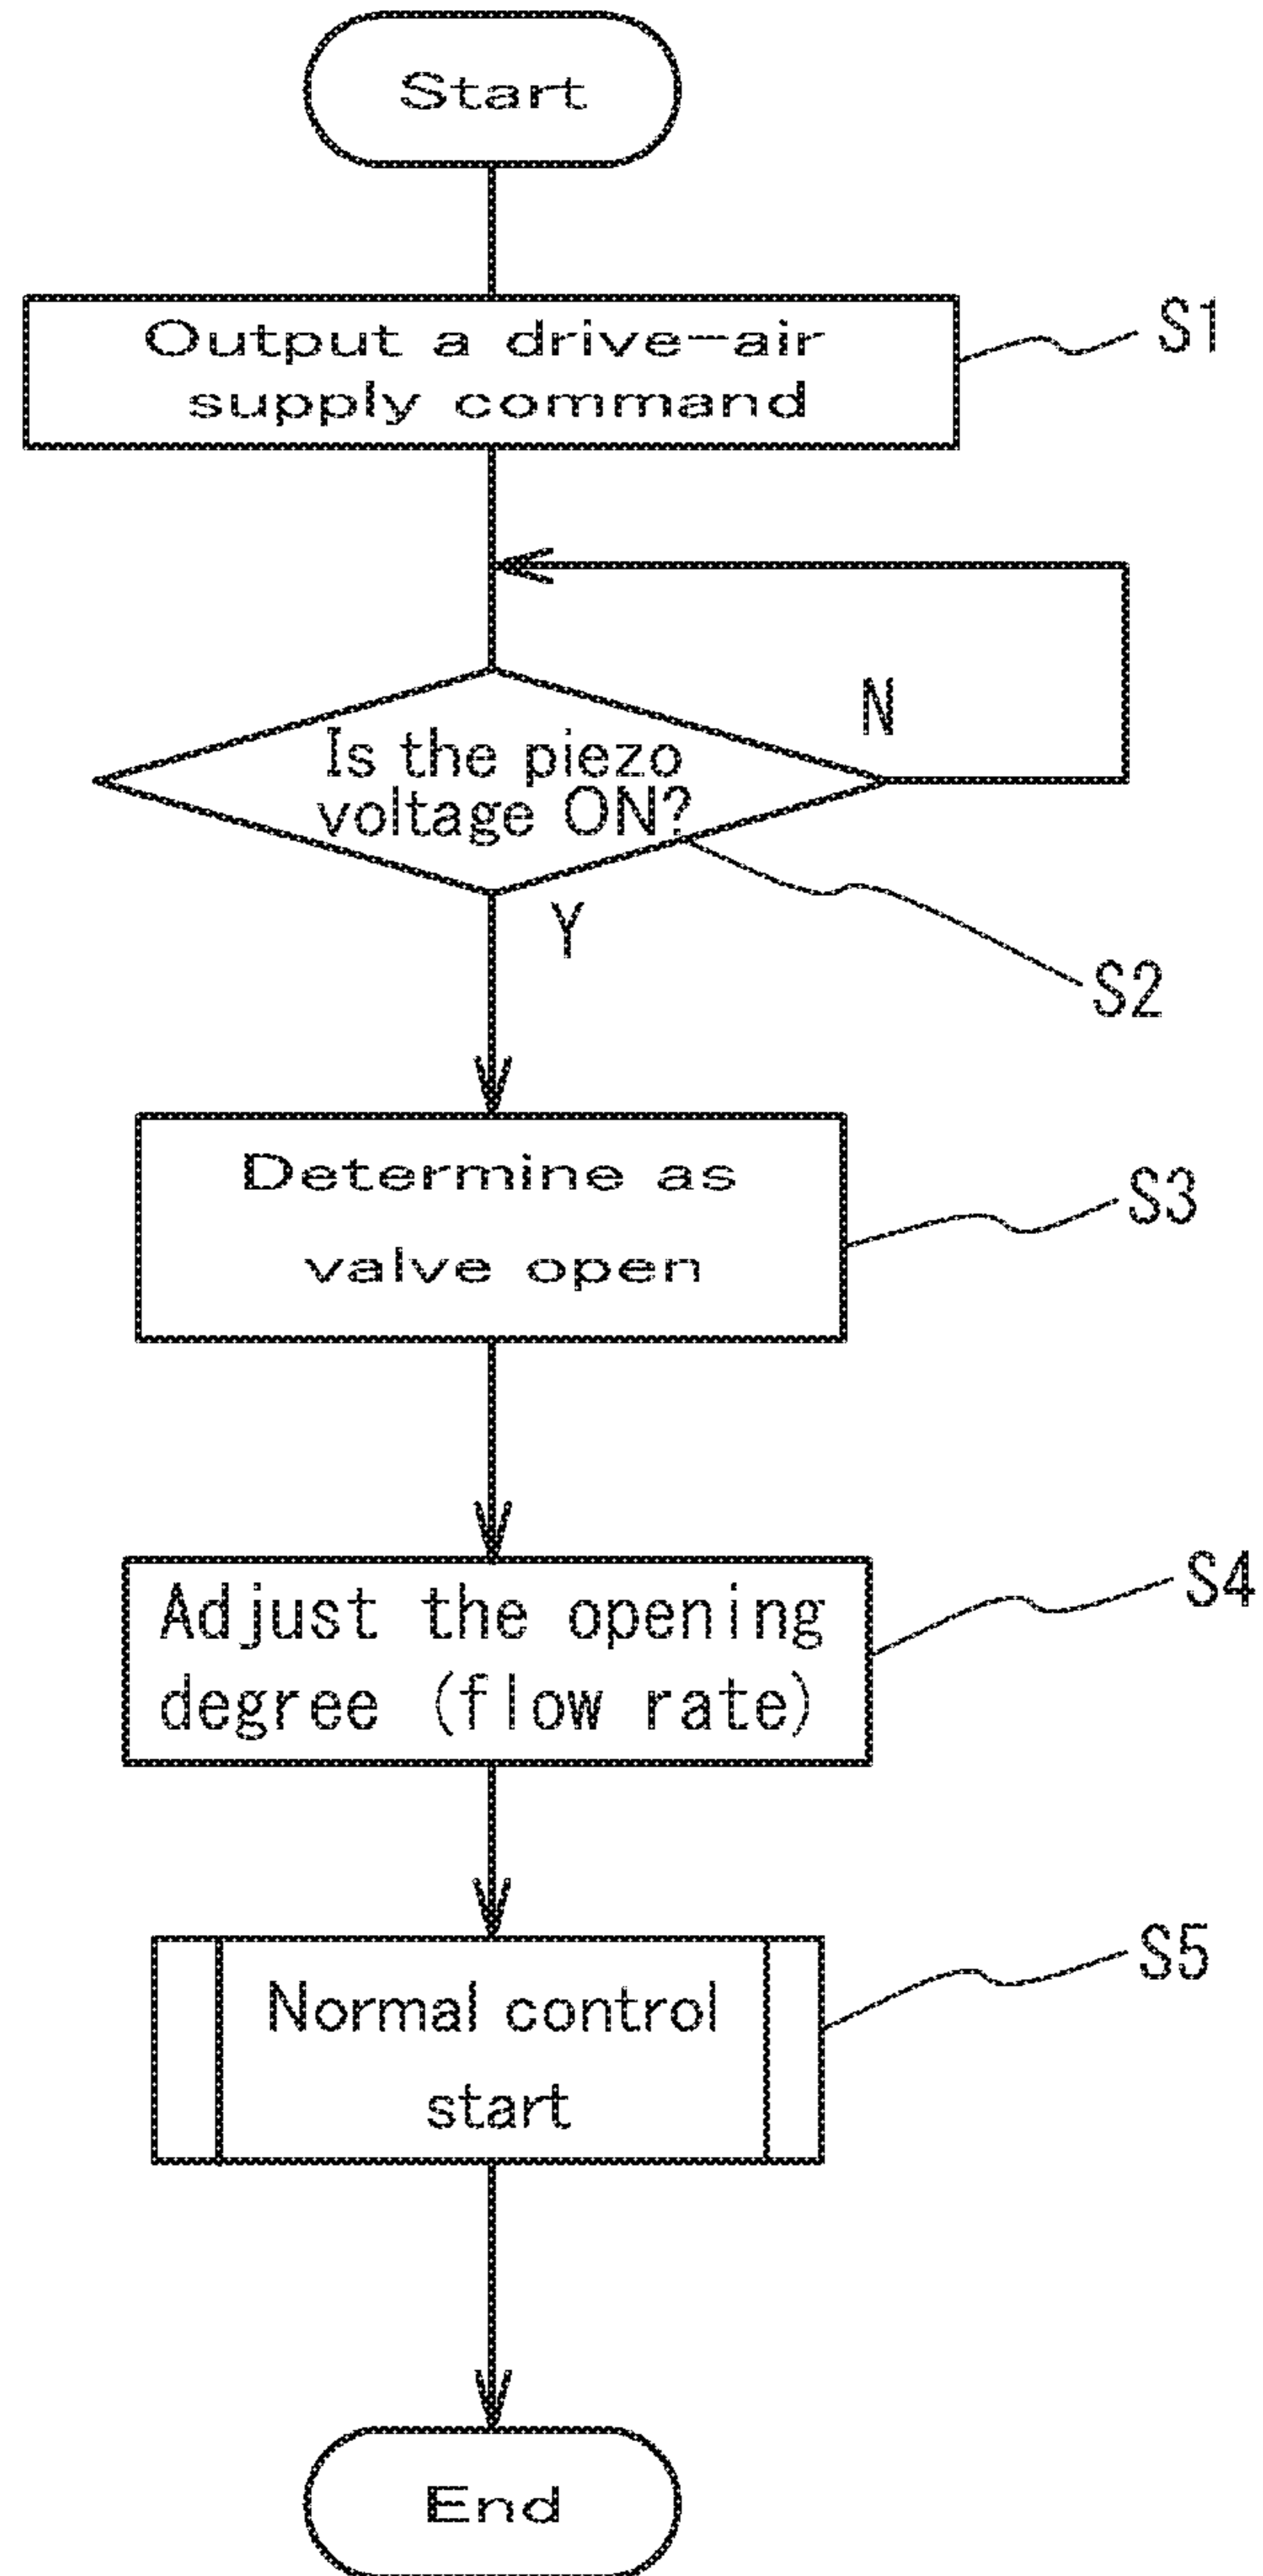 Start
Output a drive-air
supply command
S1
N
Is the piezo
voltage ON?
Y
S2
Determine as
valve open
S3
Adjust the opening
degree (flow rate)
S4
Normal control
start
S5
End